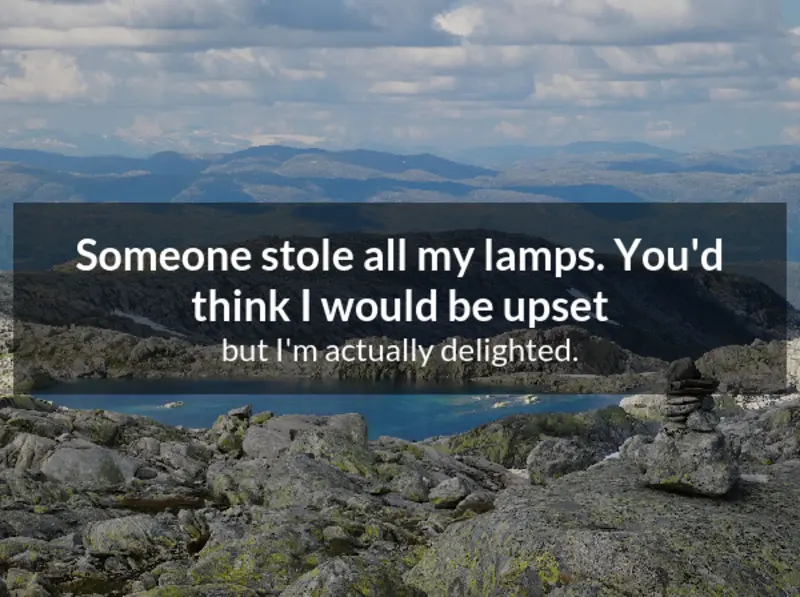 Someone stole all my lamps. You'd
think I would be upset
but I'm actually delighted.